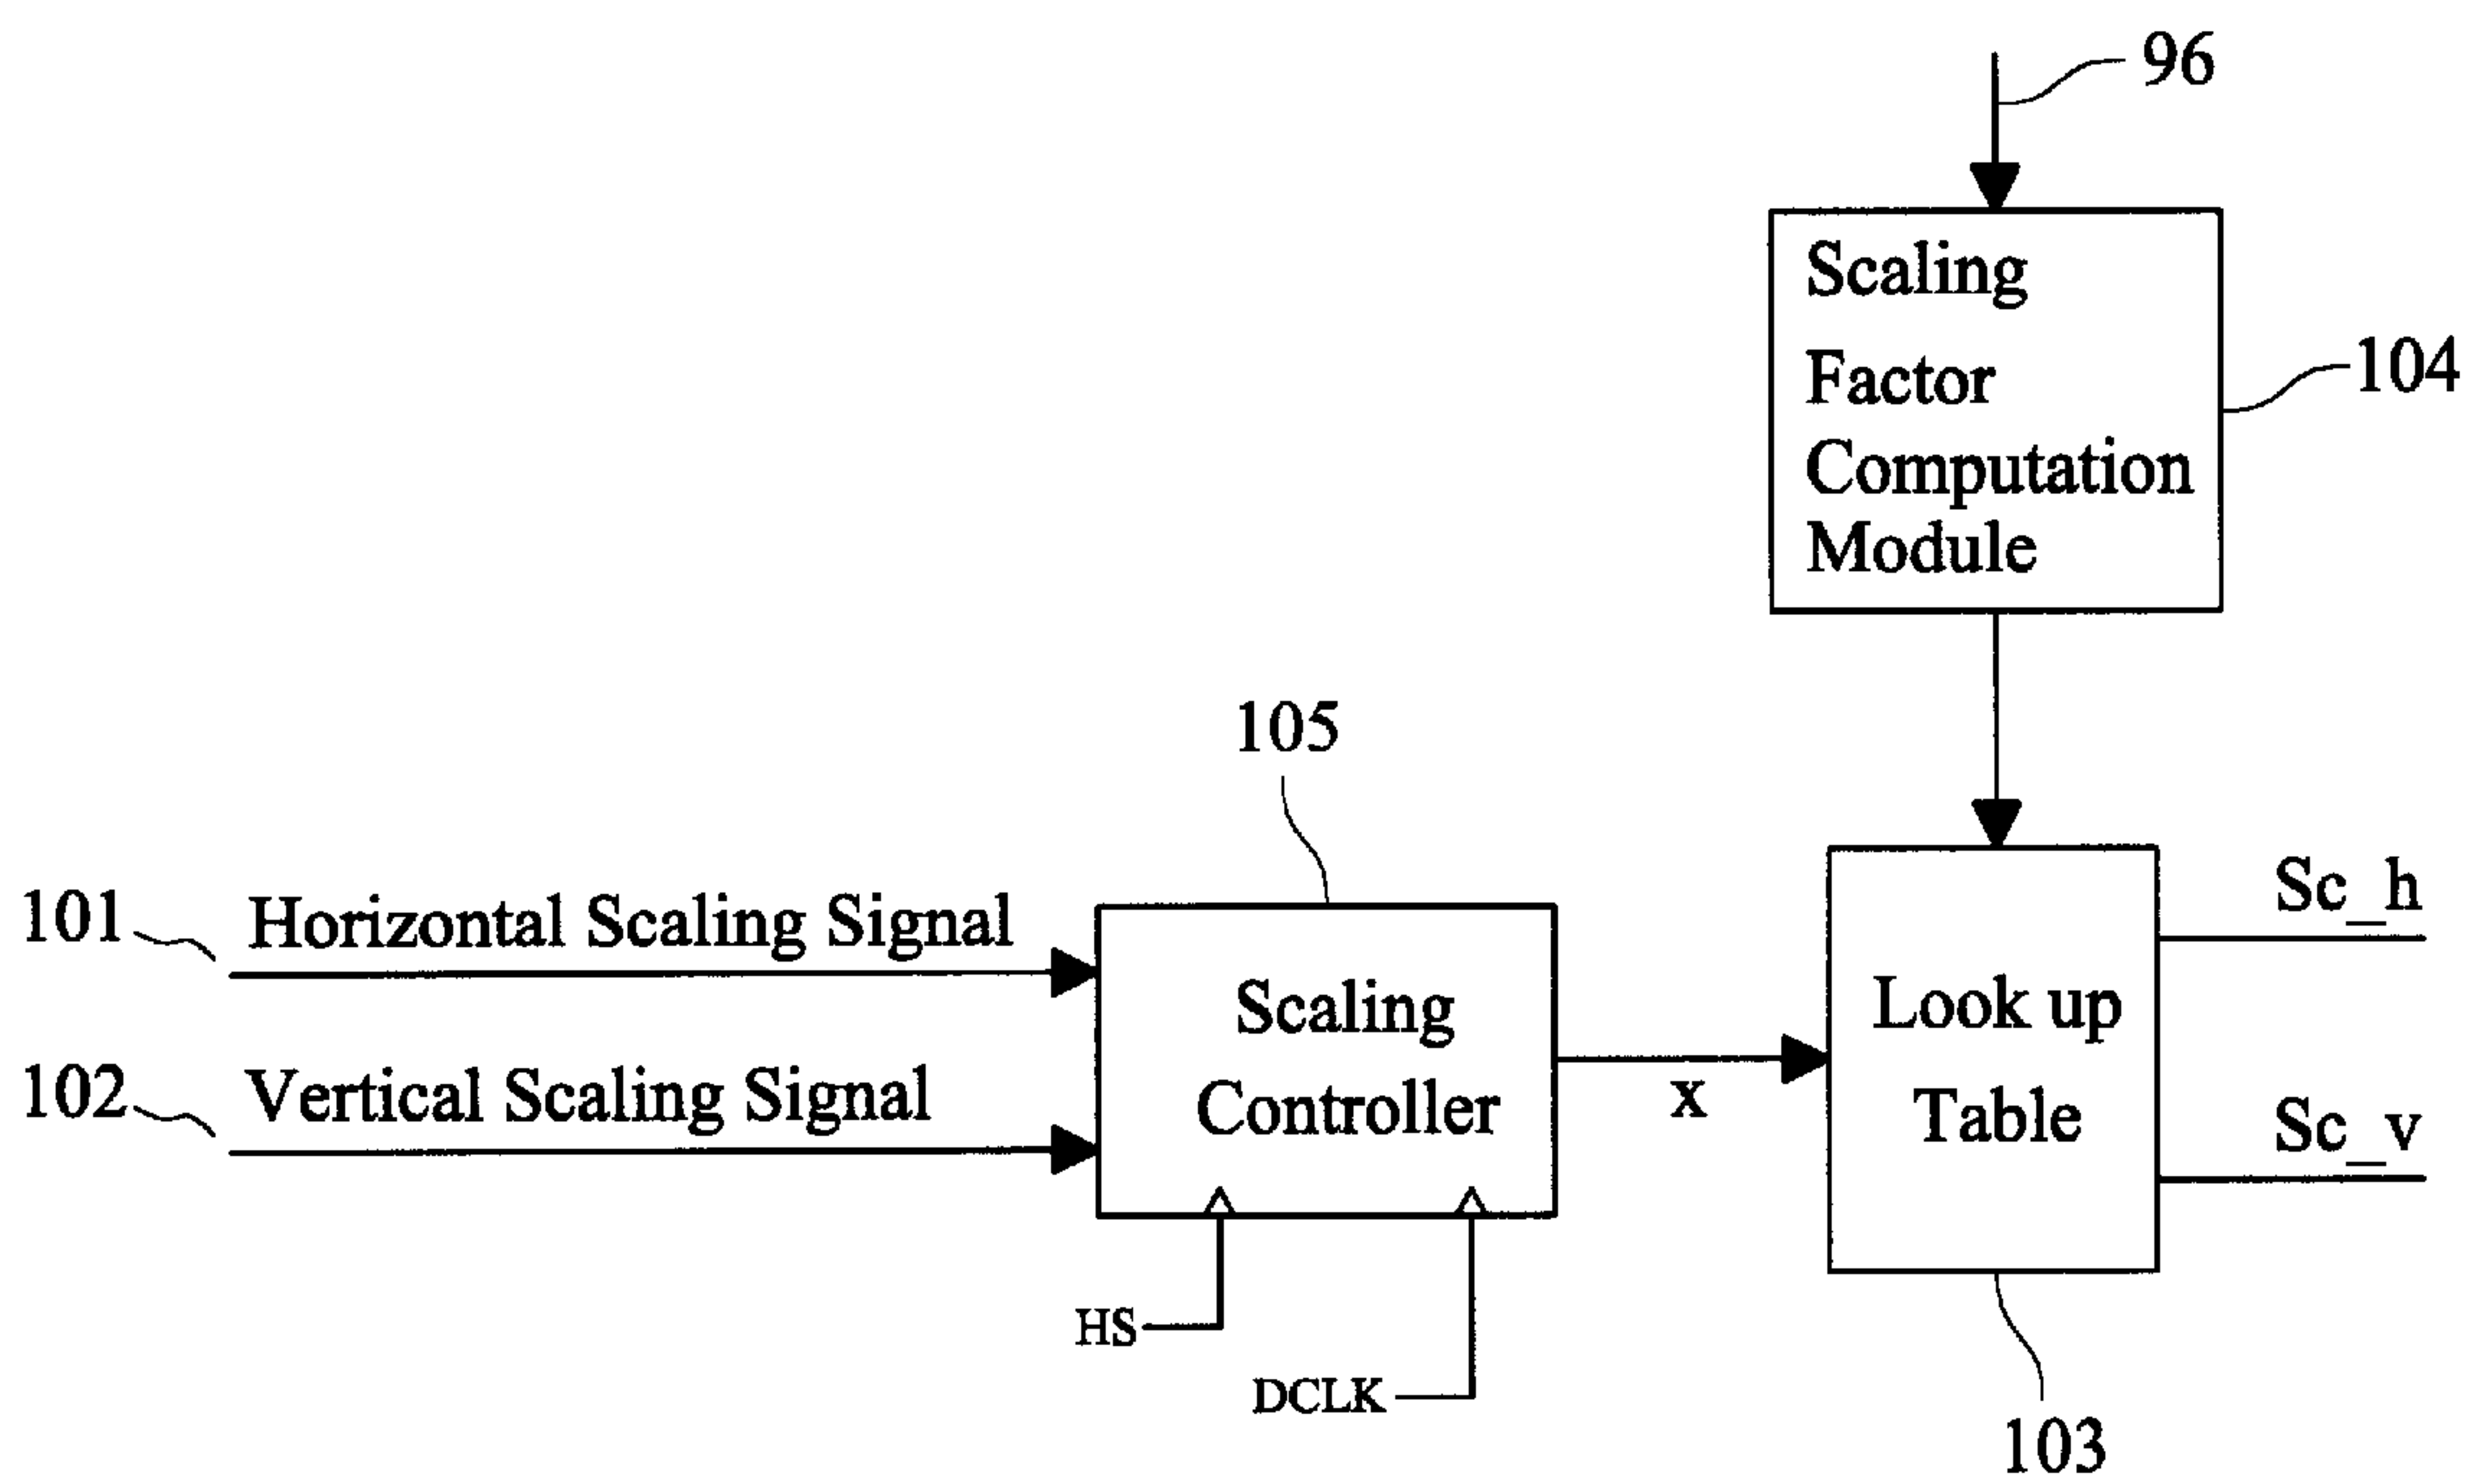 96
Scaling
Factor
Computation
Module
104
105
101
Horizontal Scaling Signal
102
Vertical Scaling Signal
Scaling
Controller
HS
DCLK
x
Look up
Table
Sc_h
Sc_v
103